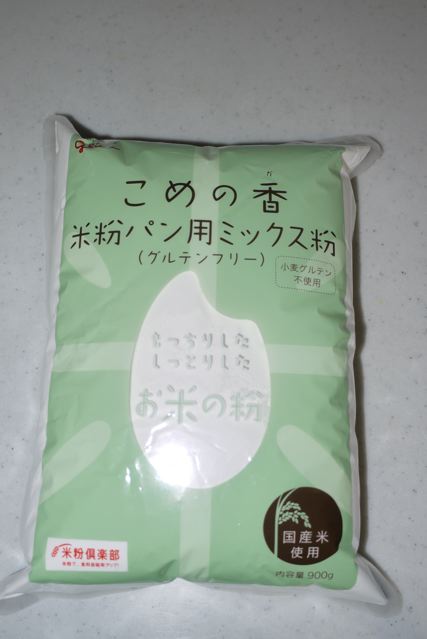 こめの香
か
米粉パン用ミックス粉
(グルテンフリー)
小麦グルテン
不使用
もっちりした
しっとりした
お米の粉
国産米
使用
米粉倶楽部
内容量 900g